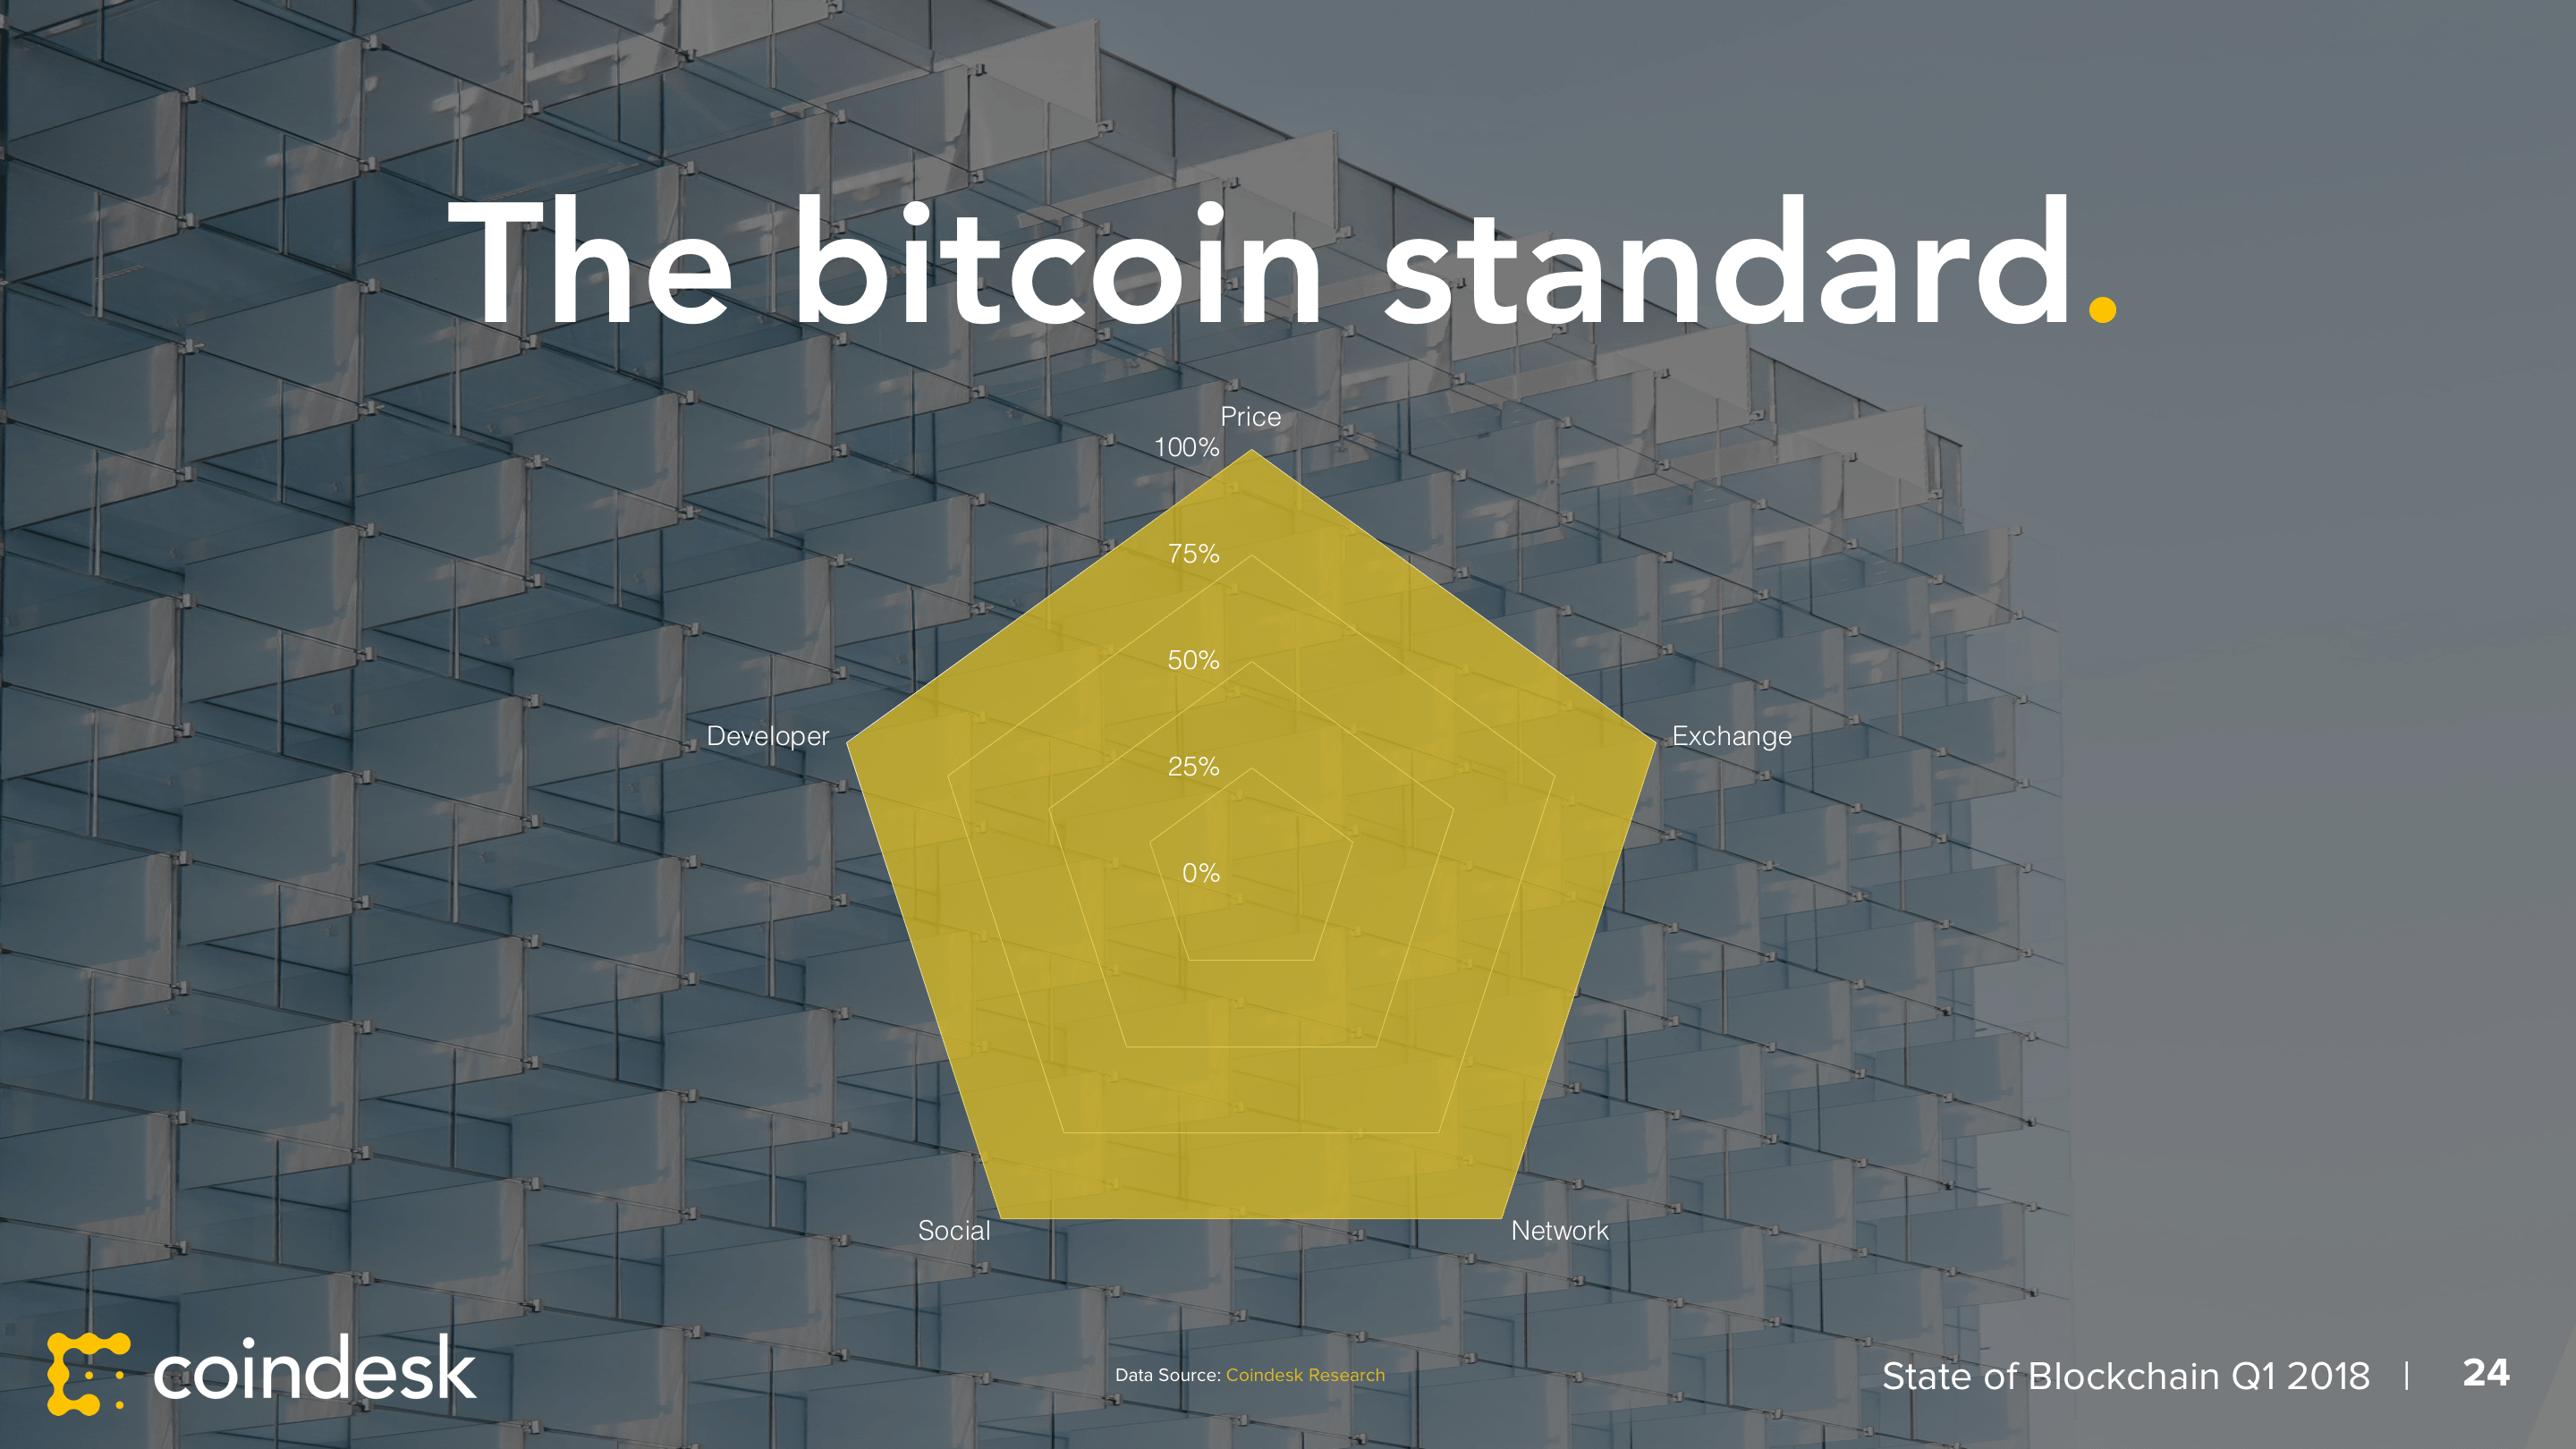 The bitcoin standard.
Price
100%
75%
50%
Developer
Exchange
25%
0%
Social
Network
coindesk
Data Source: Coindesk Research
State of Blockchain Q1 2018 | 24